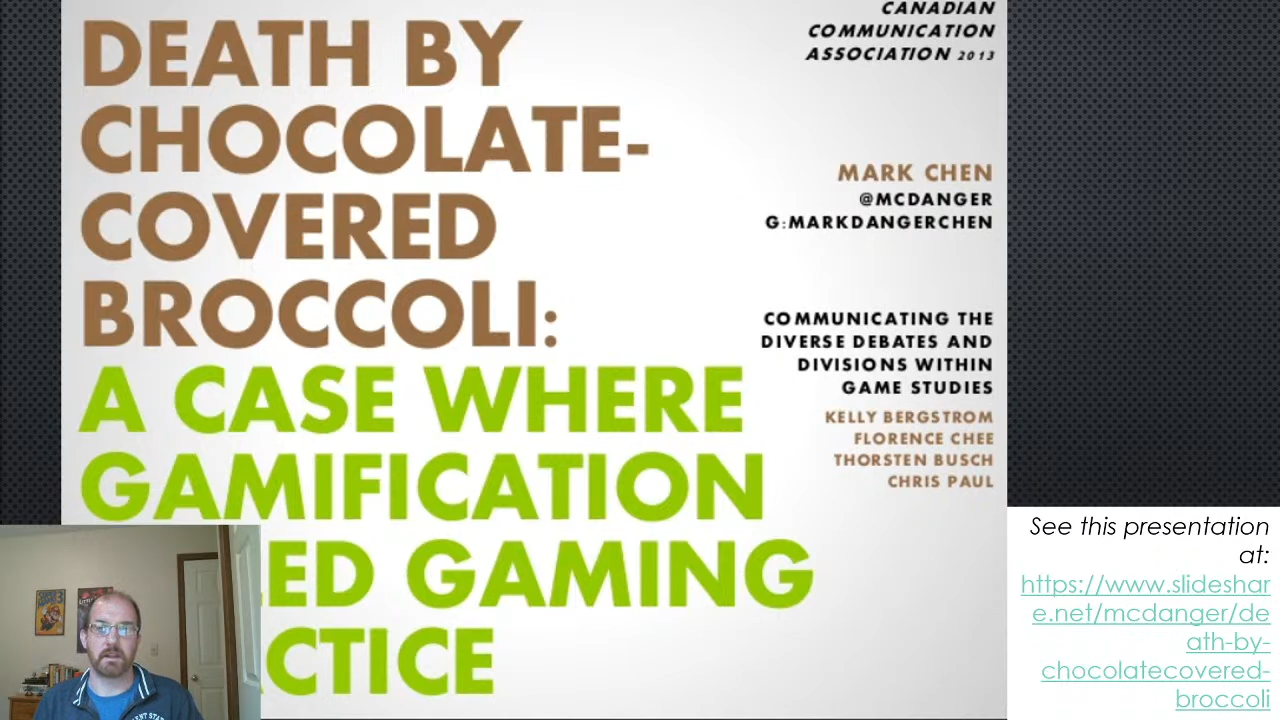 DEATH BY
CHOCOLATE-
COVERED
BROCCOLI:
A CASE WHERE
GAMIFICATION
ED GAMING
CTICE
CANADIAN
COMMUNICATION
ASSOCIATION 2013
MARK CHEN
@MCDANGER
G:MARKDANGERCHEN
COMMUNICATING THE
DIVERSE DEBATES AND
DIVISIONS WITHIN
GAME STUDIES
KELLY BERGSTROM
FLORENCE CHEE
THORSTEN BUSCH
CHRIS PAUL
See this presentation
at:
https://www.slideshar
e.net/mcdanger/de
ath-by-
chocolatecovered-
broccoli